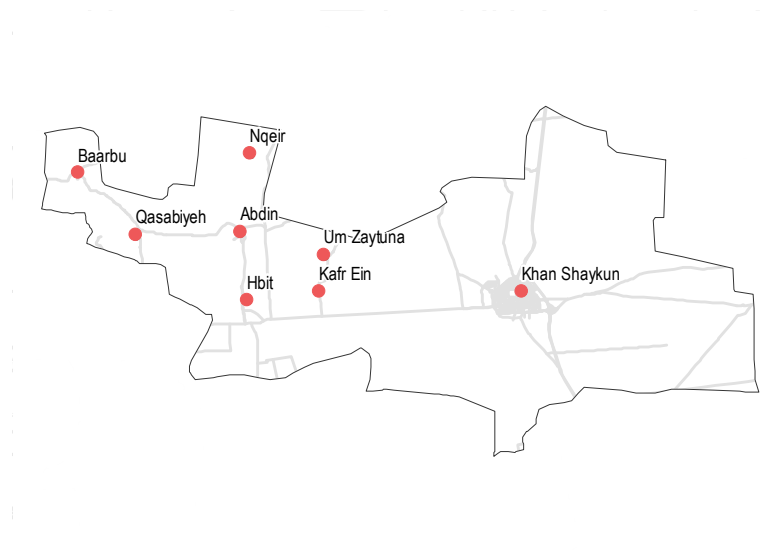 Nqeir
Baarbu
Qasabiyeh
Abdin
Um Zaytuna
Kafr Ein
Khan Shaykun
Hbit